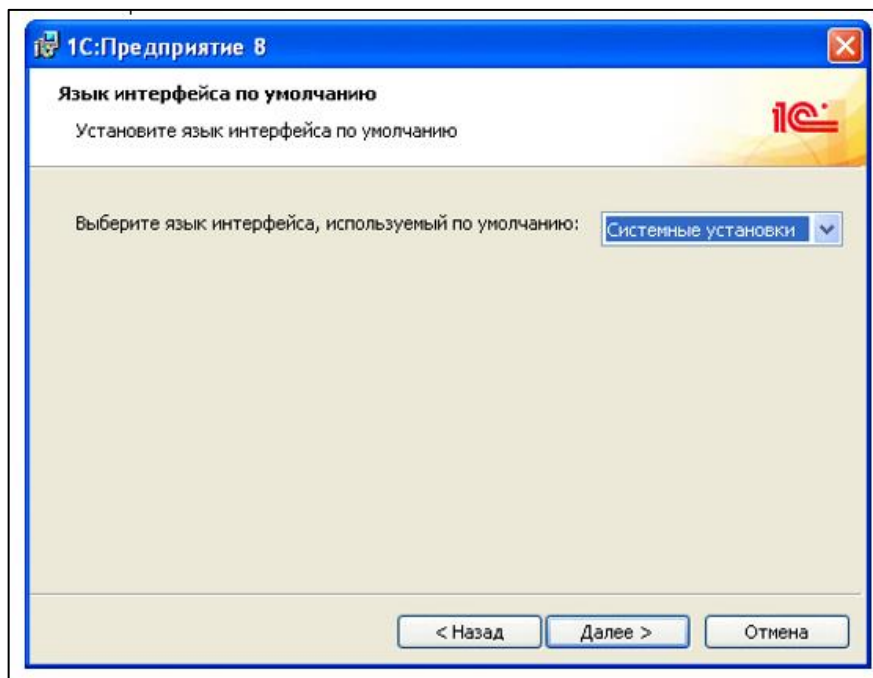 1С:Предприятие 8
Язык интерфейса по умолчанию
Установите язык интерфейса по умолчанию
1С
Выберите язык интерфейса, используемый по умолчанию: Системные установки
< Назад Далее > Отмена